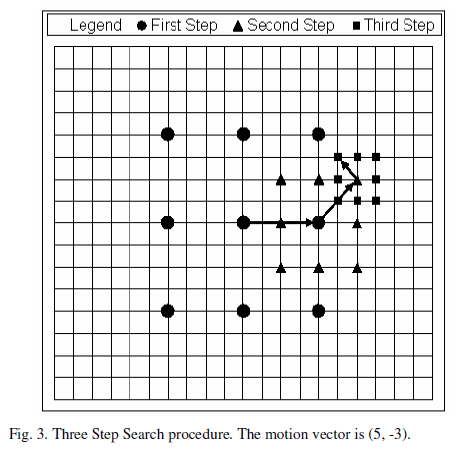 Legend First Step Second Step Third Step
Fig. 3. Three Step Search procedure. The motion vector is (5, -3).